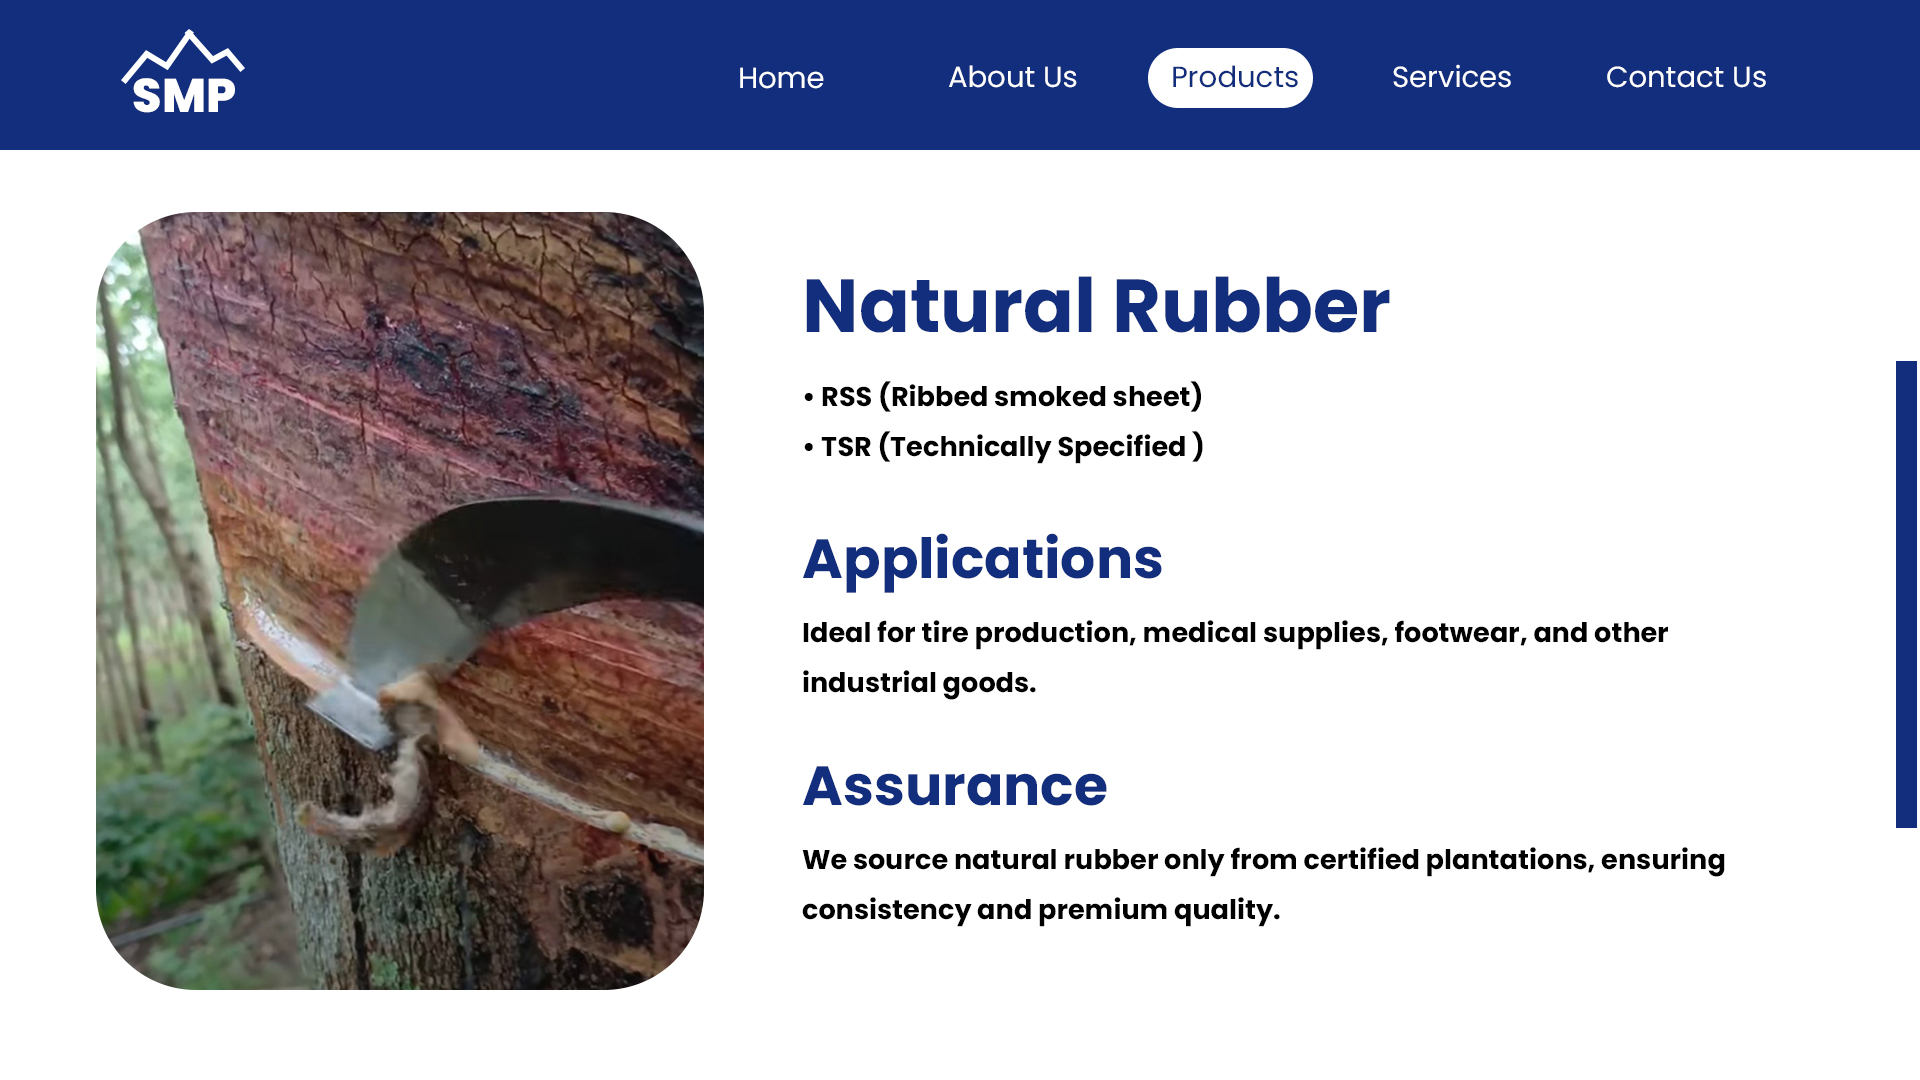 SMP
Home
About Us
Products
Services
Contact Us
Natural Rubber
• RSS (Ribbed smoked sheet)
• TSR (Technically Specified )
Applications
Ideal for tire production, medical supplies, footwear, and other
industrial goods.
Assurance
We source natural rubber only from certified plantations, ensuring
consistency and premium quality.